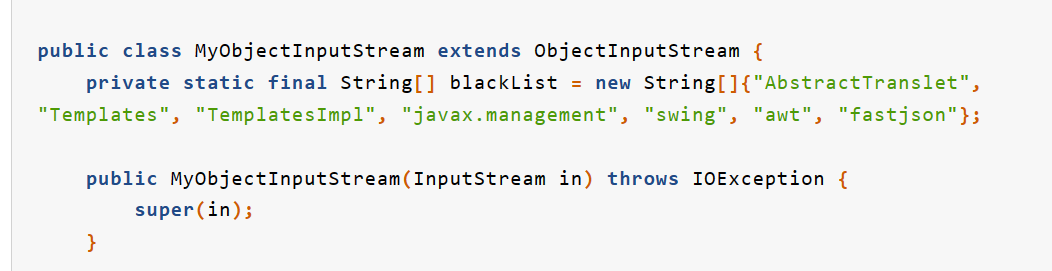 public class MyObjectInputStream extends ObjectInputStream {
    private static final String[] blackList = new String[]{"AbstractTranslet",
"Templates", "TemplatesImpl", "javax.management", "swing", "awt", "fastjson"};
    public MyObjectInputStream(InputStream in) throws IOException {
        super(in);
    }